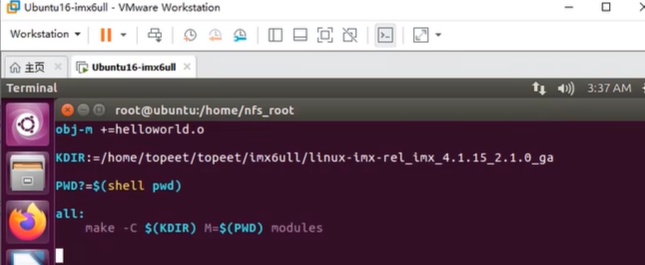 Ubuntu16-imx6ull - VMware Workstation
Workstation
主页
Ubuntu16-imx6ull
Terminal
3:37 AM
root@ubuntu:/home/nfs_root
obj-m +=helloworld.o
KDIR:=/home/topeet/topeet/imx6ull/linux-imx-rel_imx_4.1.15_2.1.0_ga
PWD?=$(shell pwd)
all:
make -C $(KDIR) M=$(PWD) modules